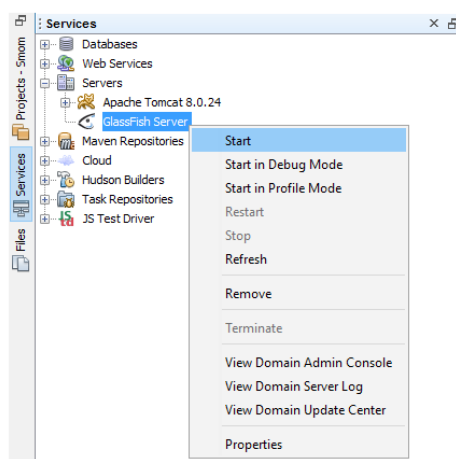 Services
Databases
Web Services
Servers
Apache Tomcat 8.0.24
GlassFish Server
Maven Repositories
Cloud
Hudson Builders
Task Repositories
JS Test Driver
Start
Start in Debug Mode
Start in Profile Mode
Restart
Stop
Refresh
Remove
Terminate
View Domain Admin Console
View Domain Server Log
View Domain Update Center
Properties
Projects - Smom
Services
Files